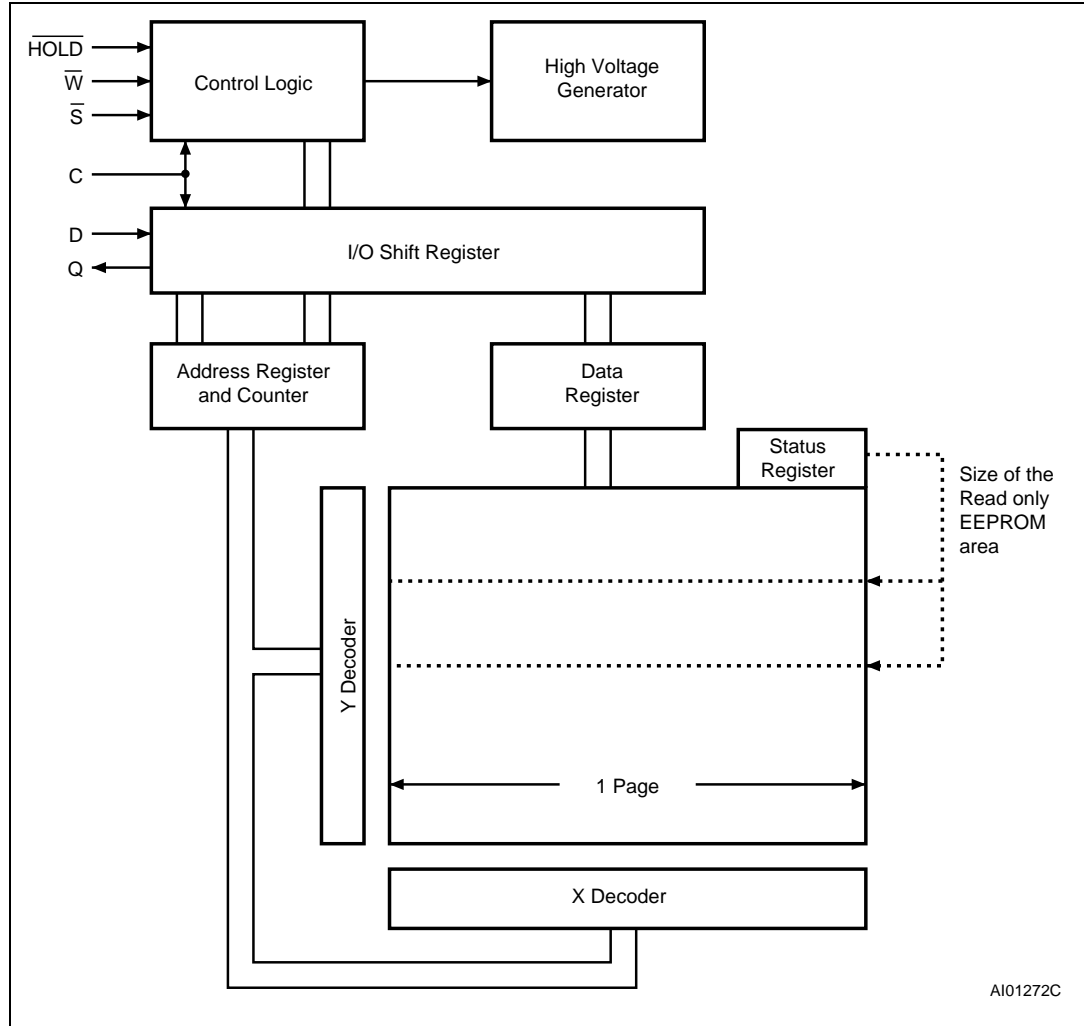 HOLD
W
S
Control Logic
High Voltage
Generator
C
D
Q
I/O Shift Register
Address Register
and Counter
Data
Register
Status
Register
Size of the
Read only
EEPROM
area
Y Decoder
1 Page
X Decoder
AI01272C